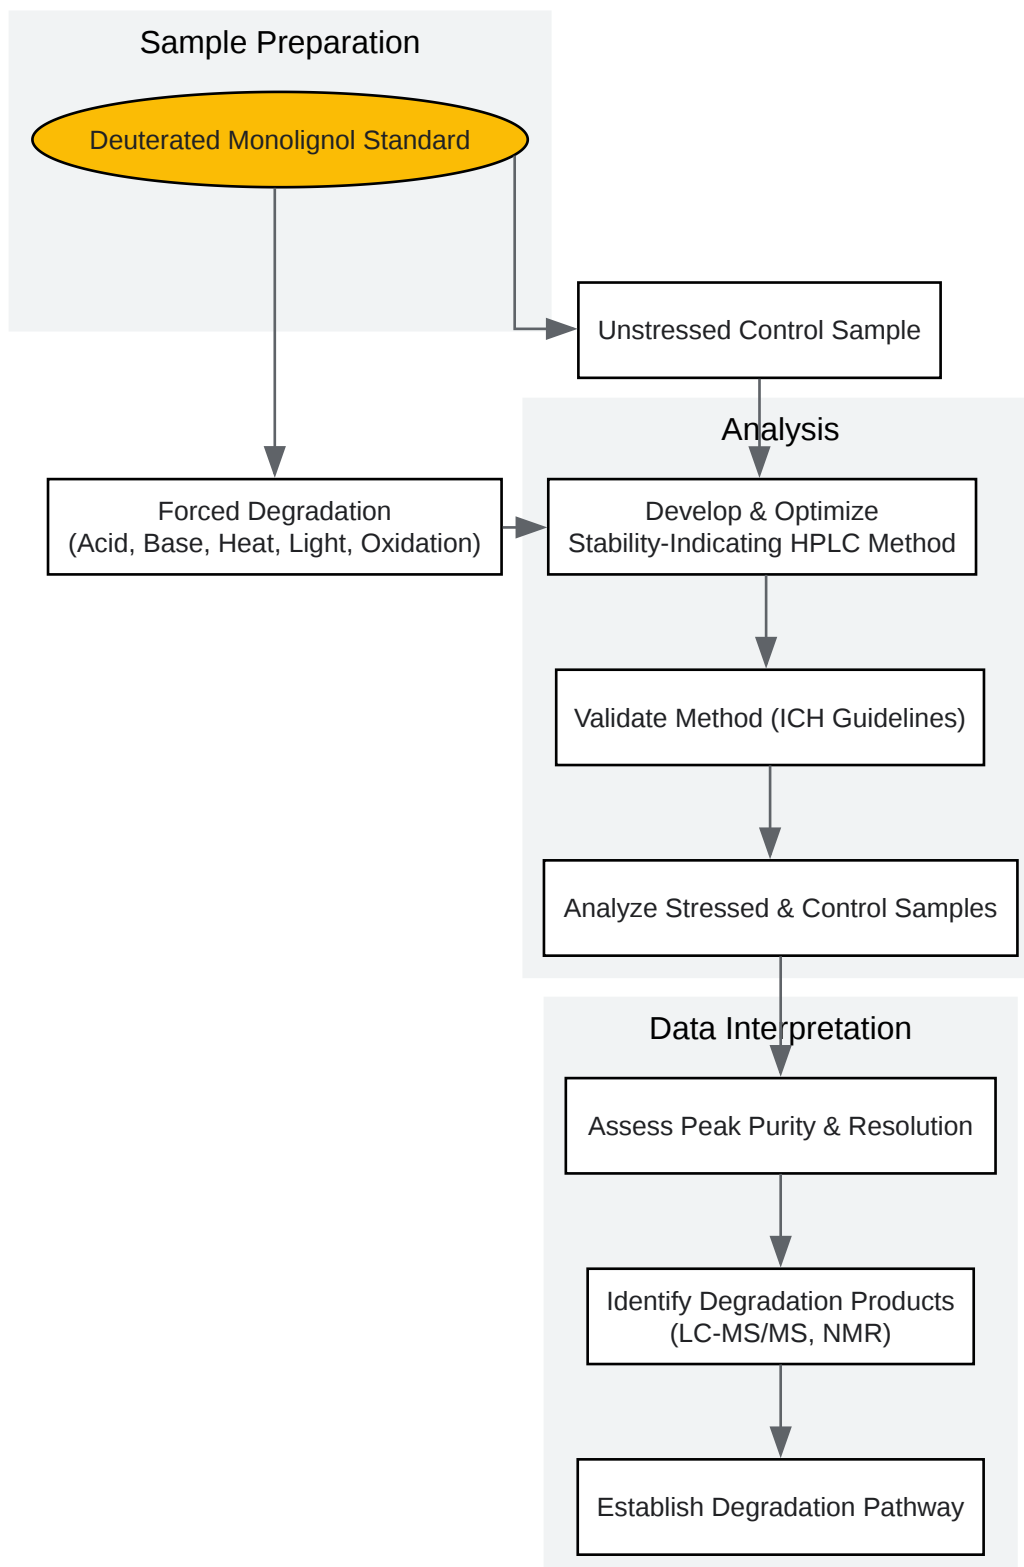 Sample Preparation
Deuterated Monolignol Standard
Unstressed Control Sample
Analysis
Forced Degradation
(Acid, Base, Heat, Light, Oxidation)
Develop & Optimize
Stability-Indicating HPLC Method
Validate Method (ICH Guidelines)
Analyze Stressed & Control Samples
Data Interpretation
Assess Peak Purity & Resolution
Identify Degradation Products
(LC-MS/MS, NMR)
Establish Degradation Pathway